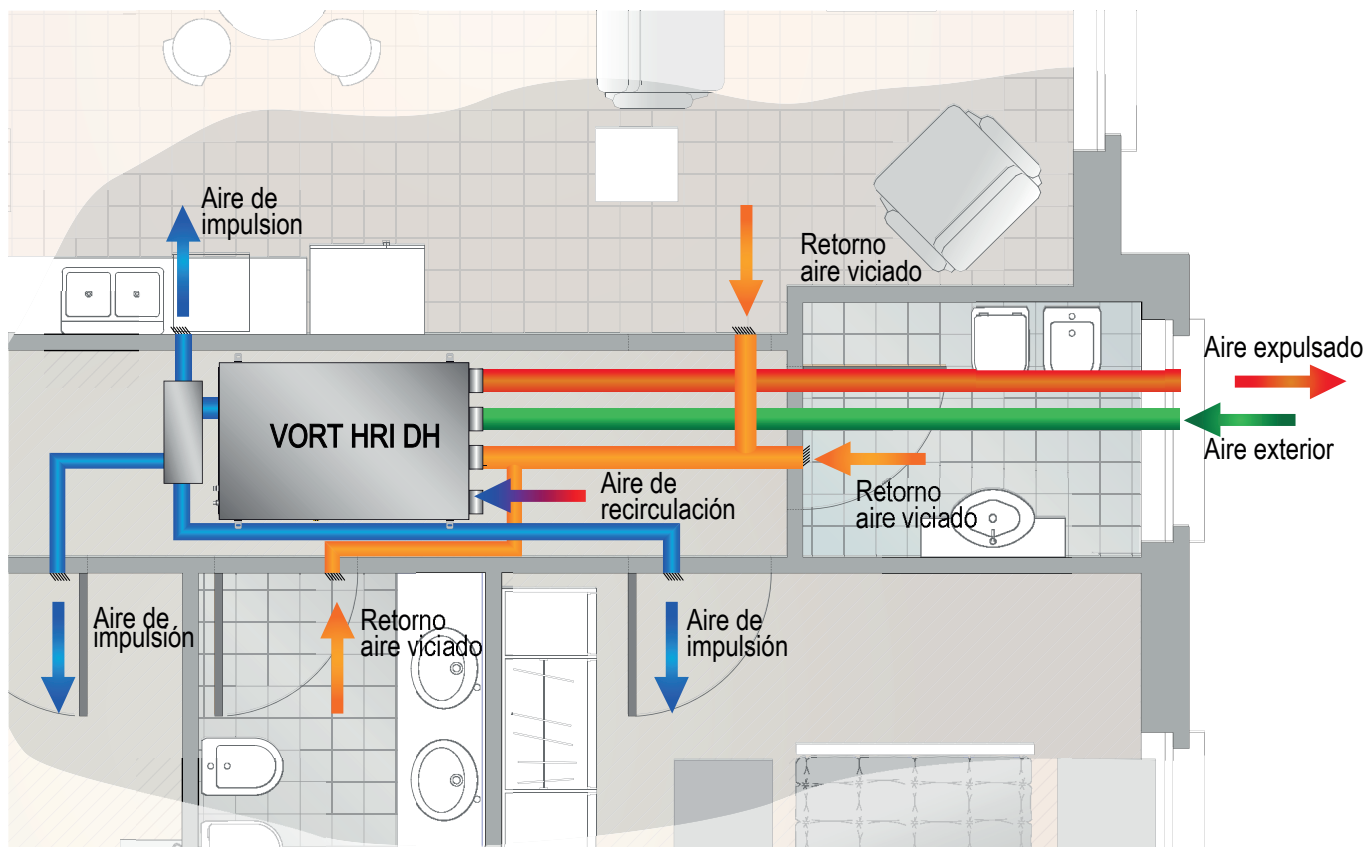 Aire de
impulsion
Retorno
aire viciado
Aire expulsado
VORT HRI DH
Aire exterior
Aire de
recirculación
Retorno
aire viciado
Aire de
impulsión
Retorno
aire viciado
Aire de
impulsión